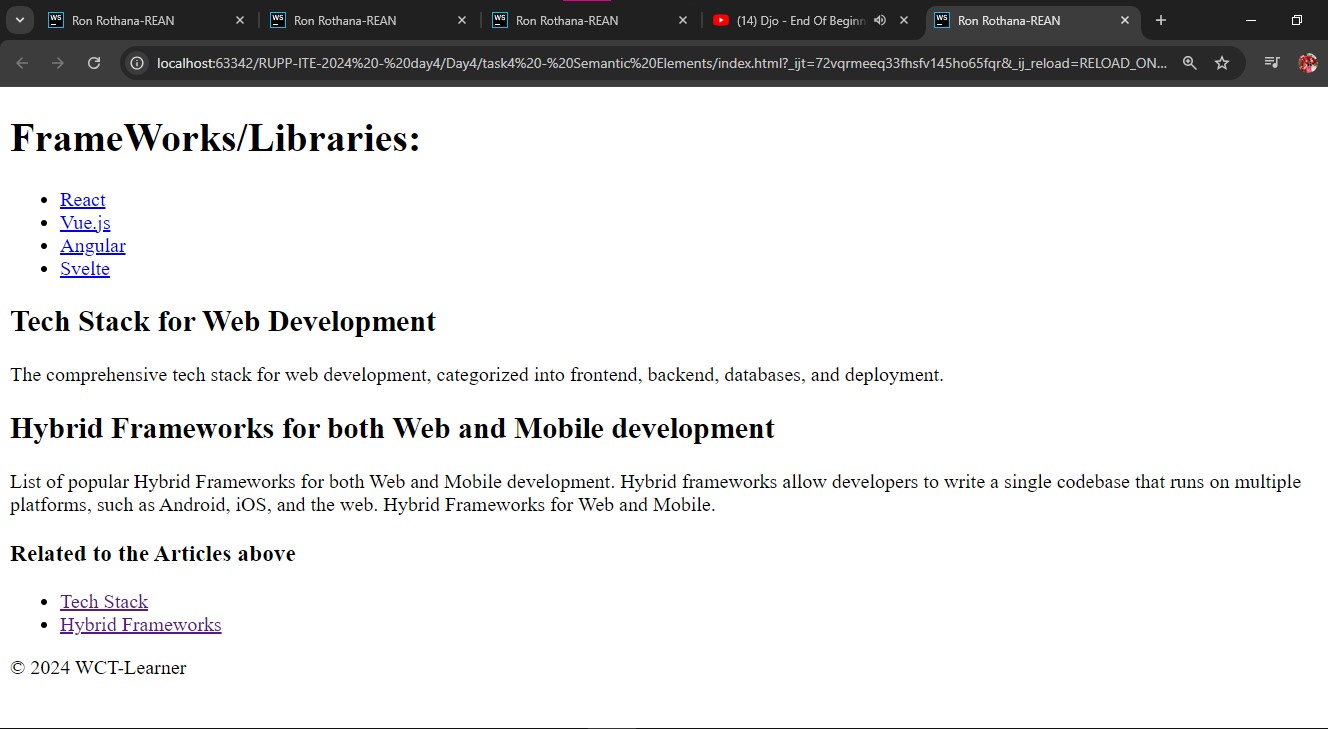 Ron Rothana-REAN
Ron Rothana-REAN
Ron Rothana-REAN
(14) Djo - End Of Beginn
Ron Rothana-REAN
localhost:63342/RUPP-ITE-2024%20-%20day4/Day4/task4%20-%20Semantic%20Elements/index.html?_ijt=72vqrmeeq33fhsfv145ho65fqr&_ij_reload=RELOAD_ON...
FrameWorks/Libraries:
• React
• Vue.js
• Angular
• Svelte
Tech Stack for Web Development
The comprehensive tech stack for web development, categorized into frontend, backend, databases, and deployment.
Hybrid Frameworks for both Web and Mobile development
List of popular Hybrid Frameworks for both Web and Mobile development. Hybrid frameworks allow developers to write a single codebase that runs on multiple
platforms, such as Android, iOS, and the web. Hybrid Frameworks for Web and Mobile.
Related to the Articles above
• Tech Stack
• Hybrid Frameworks
© 2024 WCT-Learner